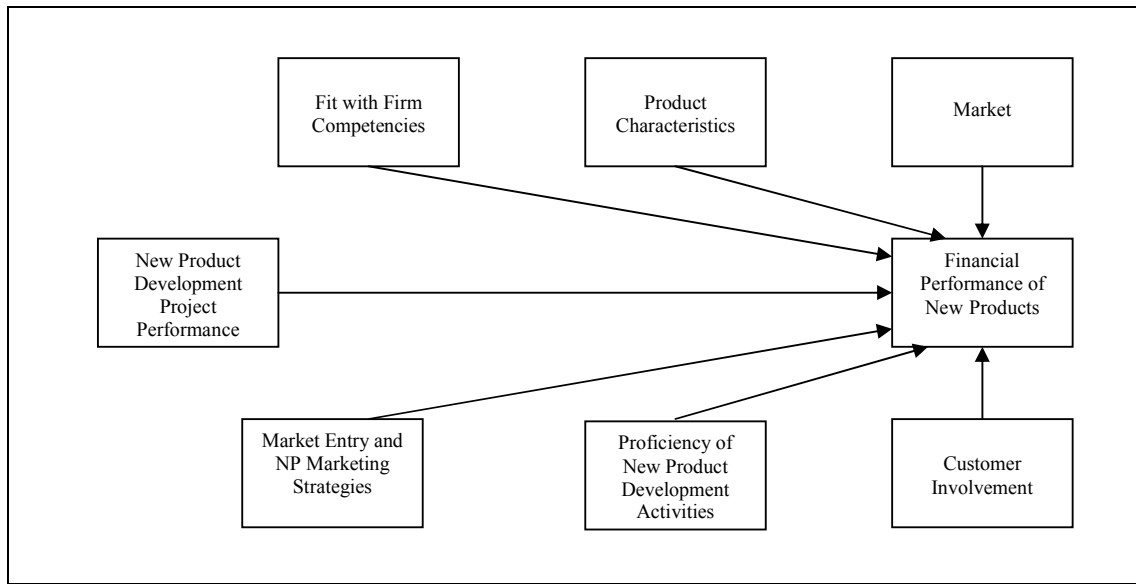 Fit with Firm
Competencies
Product
Characteristics
Market
New Product
Development
Project
Performance
Financial
Performance of
New Products
Market Entry and
NP Marketing
Strategies
Proficiency of
New Product
Development
Activities
Customer
Involvement